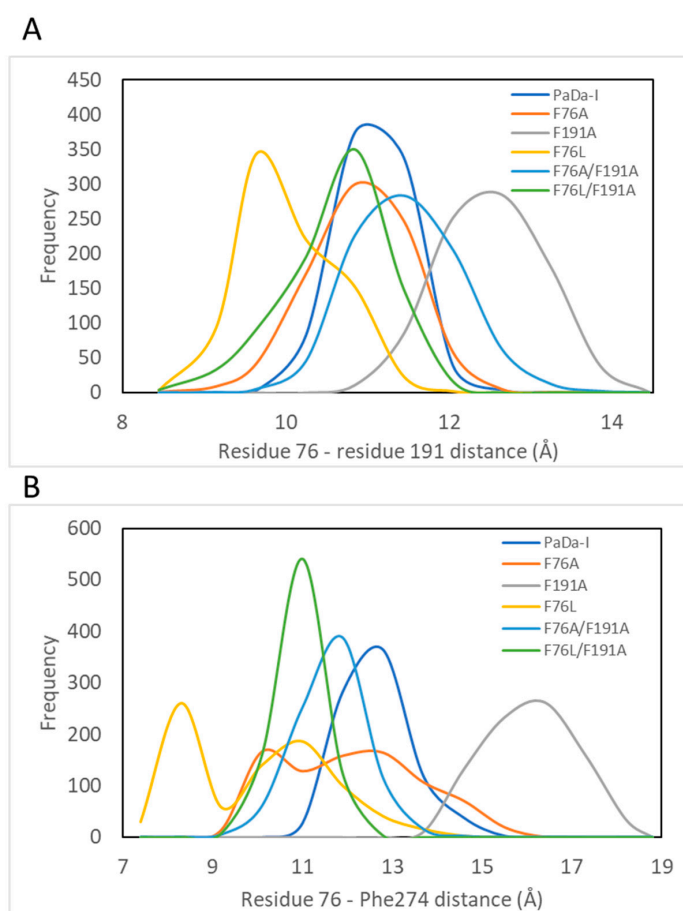 A
450
400
350
300
250
200
150
100
50
0
Frequency
PaDa-I
F76A
F191A
F76L
F76A/F191A
F76L/F191A
8 10 12 14
Residue 76 - residue 191 distance (Å)
B
600
500
400
300
200
100
0
Frequency
PaDa-I
F76A
F191A
F76L
F76A/F191A
F76L/F191A
7 9 11 13 15 17 19
Residue 76 - Phe274 distance (Å)